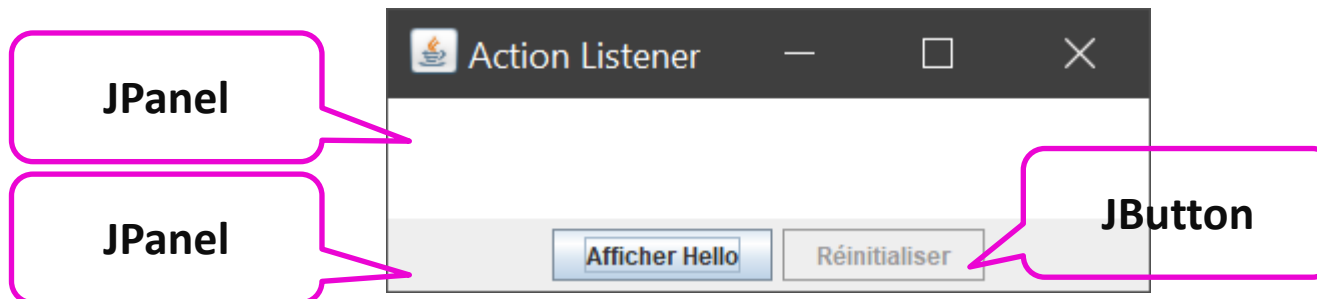 Action Listener
JPanel
JPanel
JButton
Afficher Hello
Réinitialiser